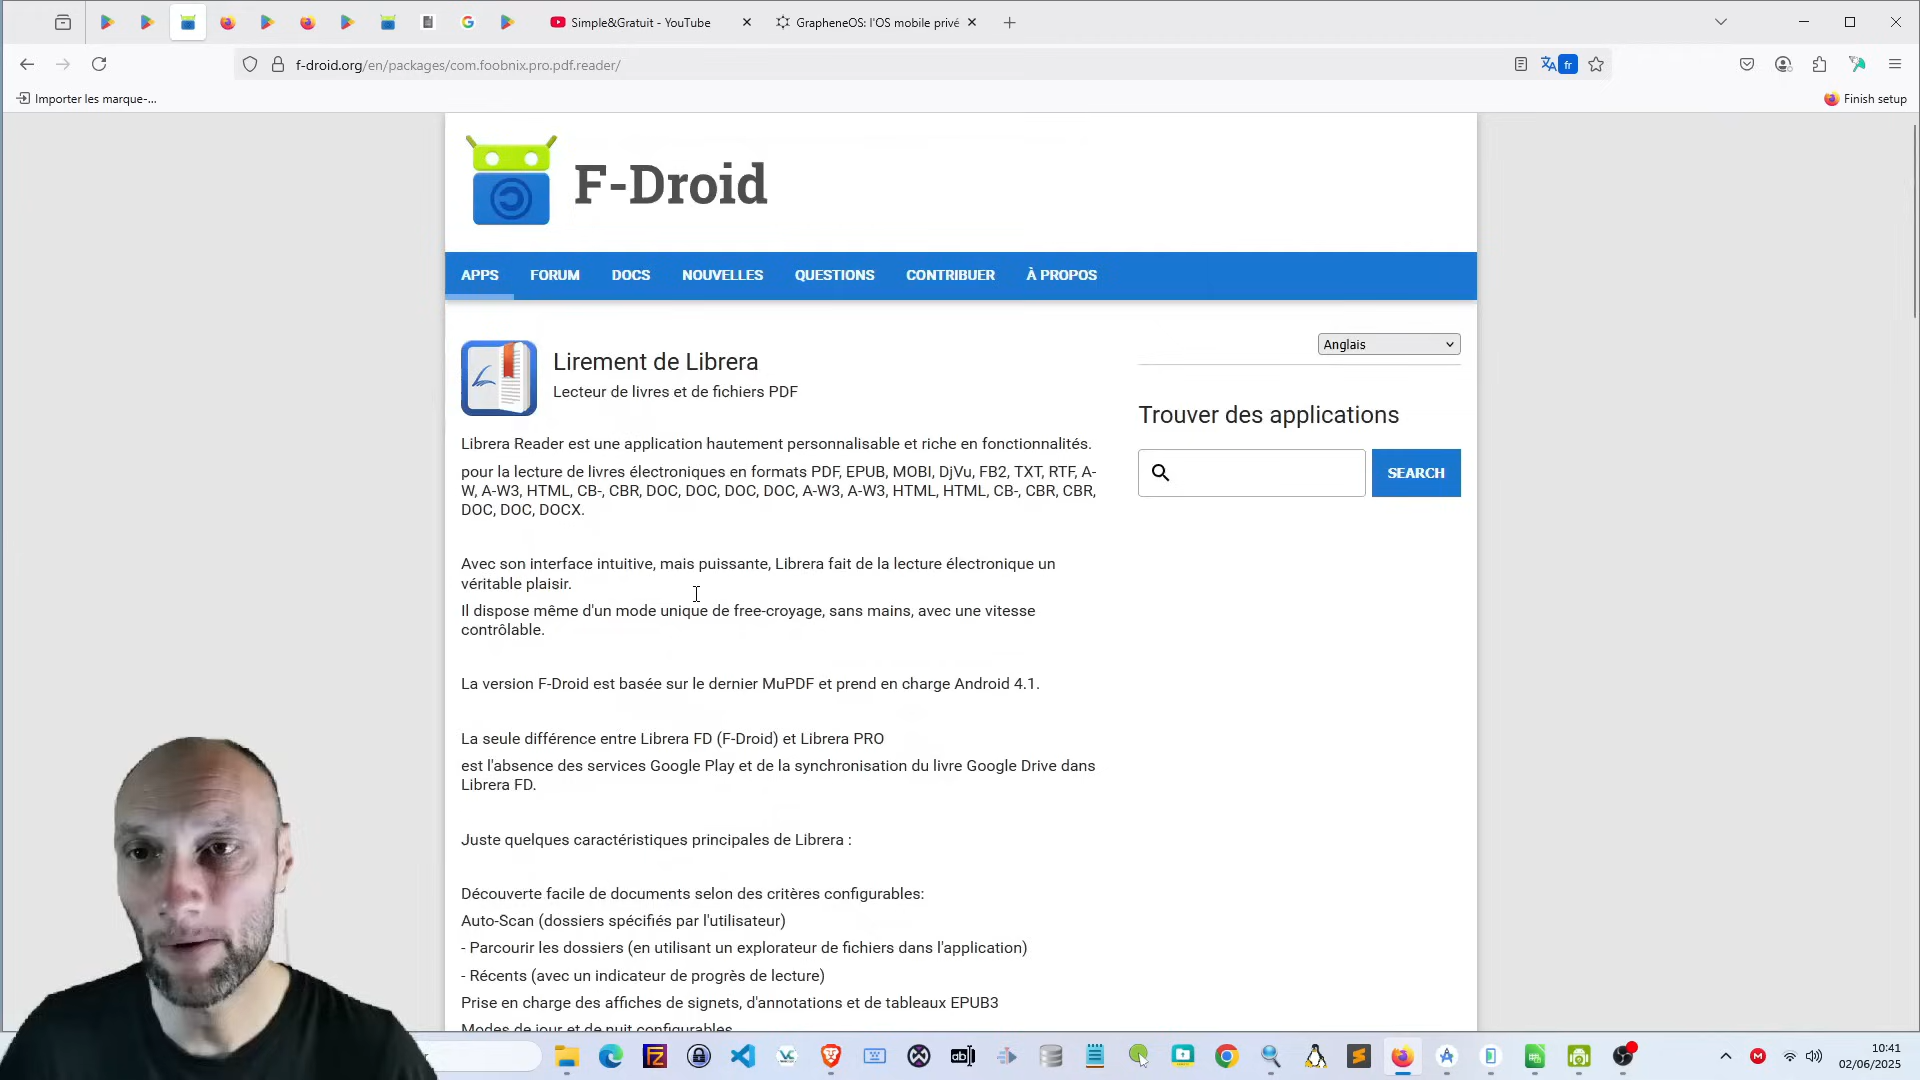 Simple&Gratuit - YouTube
GrapheneOS: l'OS mobile privé
f-droid.org/en/packages/com.foobnix.pro.pdf.reader/
fr
Importer les marque-...
Finish setup
F-Droid
APPS FORUM DOCS NOUVELLES QUESTIONS CONTRIBUER À PROPOS
Anglais
Lirement de Librera
Lecteur de livres et de fichiers PDF
Trouver des applications
SEARCH
Librera Reader est une application hautement personnalisable et riche en fonctionnalités.
pour la lecture de livres électroniques en formats PDF, EPUB, MOBI, DjVu, FB2, TXT, RTF, A-
W, A-W3, HTML, CB-, CBR, DOC, DOC, DOC, DOC, A-W3, A-W3, HTML, HTML, CB-, CBR, CBR,
DOC, DOC, DOCX.
Avec son interface intuitive, mais puissante, Librera fait de la lecture électronique un
véritable plaisir.
Il dispose même d'un mode unique de free-croyage, sans mains, avec une vitesse
contrôlable.
La version F-Droid est basée sur le dernier MuPDF et prend en charge Android 4.1.
La seule différence entre Librera FD (F-Droid) et Librera PRO
est l'absence des services Google Play et de la synchronisation du livre Google Drive dans
Librera FD.
Juste quelques caractéristiques principales de Librera :
Découverte facile de documents selon des critères configurables:
Auto-Scan (dossiers spécifiés par l'utilisateur)
- Parcourir les dossiers (en utilisant un explorateur de fichiers dans l'application)
- Récents (avec un indicateur de progrès de lecture)
Prise en charge des affiches de signets, d'annotations et de tableaux EPUB3
Modes de jour et de nuit configurables
10:41
02/06/2025